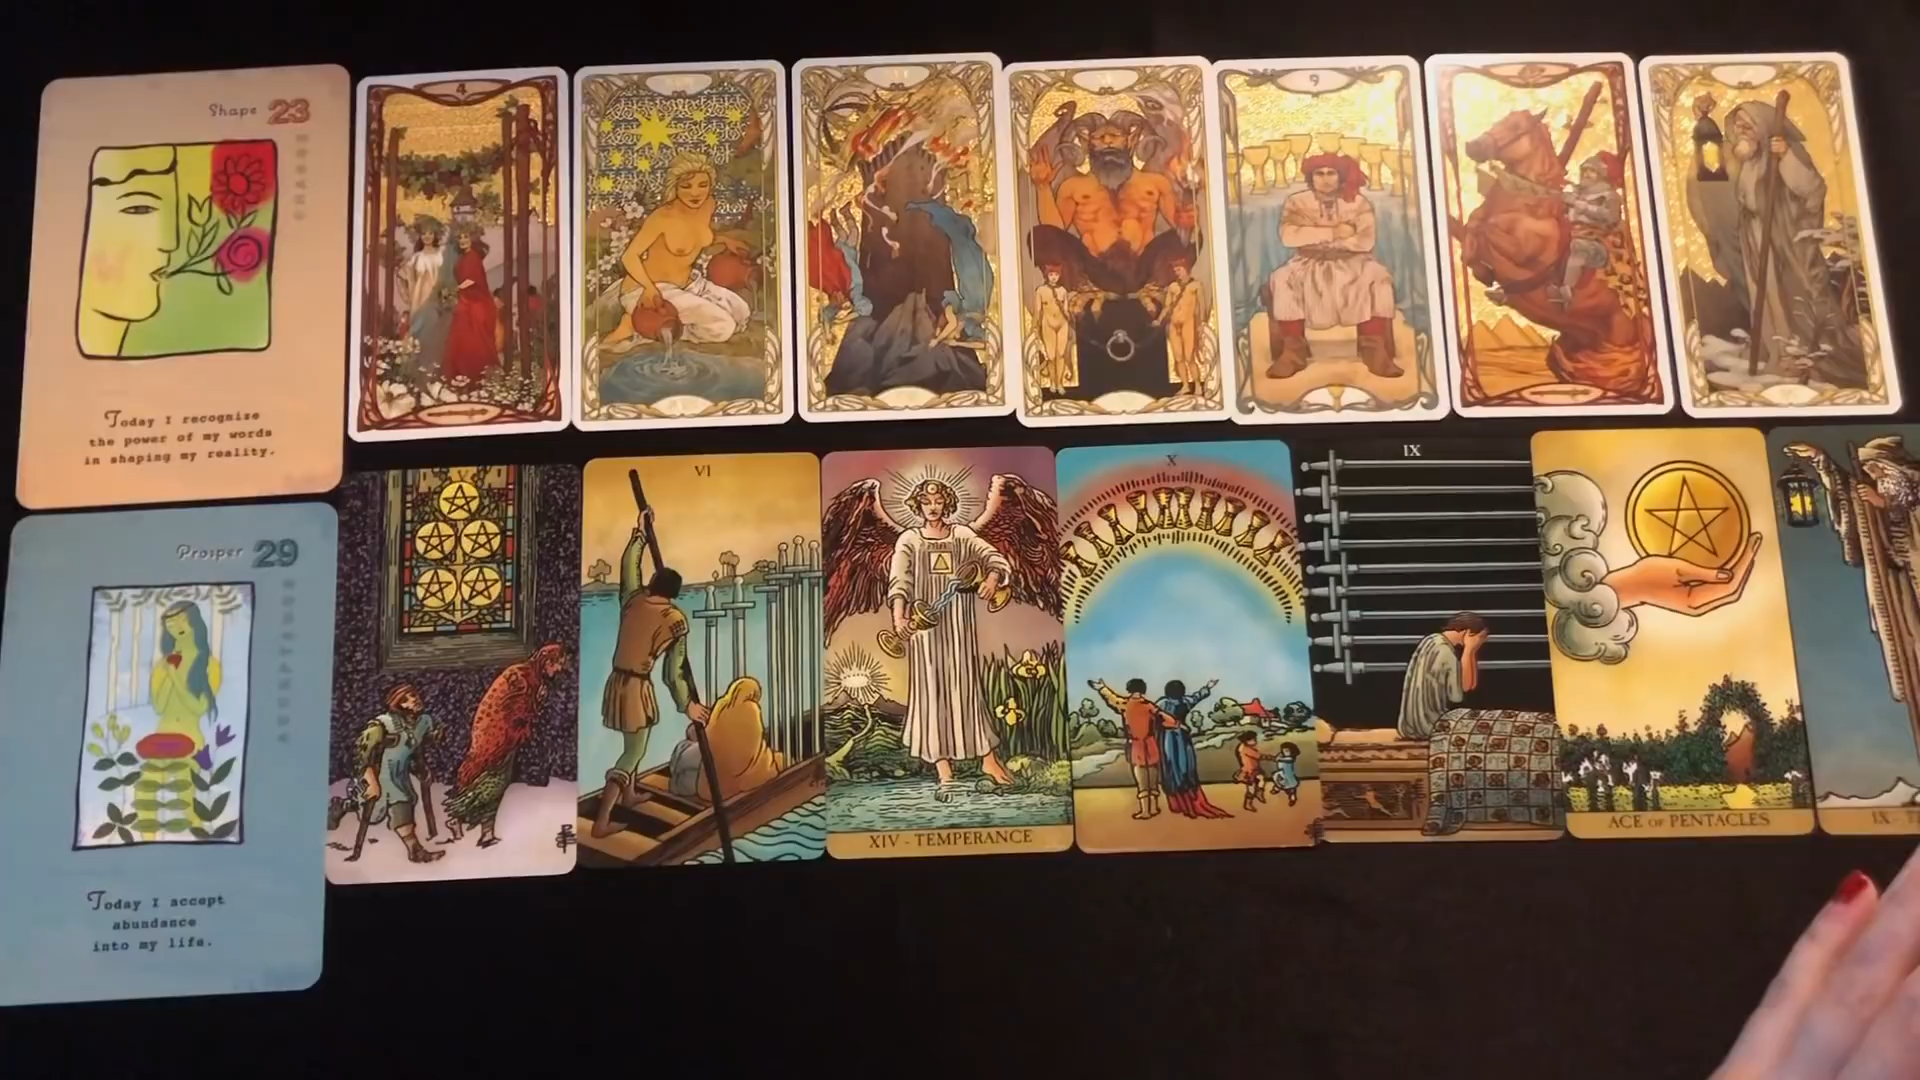 Shape 23
Today I recognize
the power of my words
in shaping my reality.
4
9
Prosper 29
Today I accept
abundance
into my life.
VI
XIV - TEMPERANCE
X
IX
ACE OF PENTACLES
IX - T